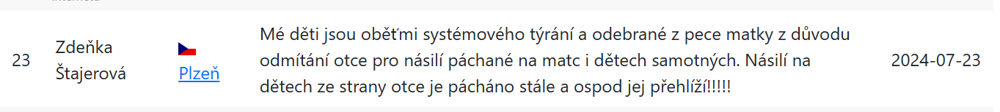 23
Zdeňka
Štajerová
Plzeň
Mé děti jsou oběťmi systémového týrání a odebrané z pece matky z důvodu
odmítání otce pro násilí páchané na matc i dětech samotných. Násilí na
dětech ze strany otce je pácháno stále a ospod jej přehlíží!!!!!
2024-07-23